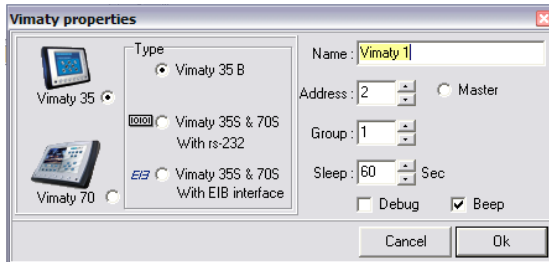 Vimaty properties
Type
Vimaty 35 B
Vimaty 35S & 70S
With rs-232
Vimaty 35S & 70S
With EIB interface
Vimaty 35
Vimaty 70
Name : Vimaty 1
Address : 2
Master
Group : 1
Sleep : 60 Sec
Debug
Beep
Cancel
Ok